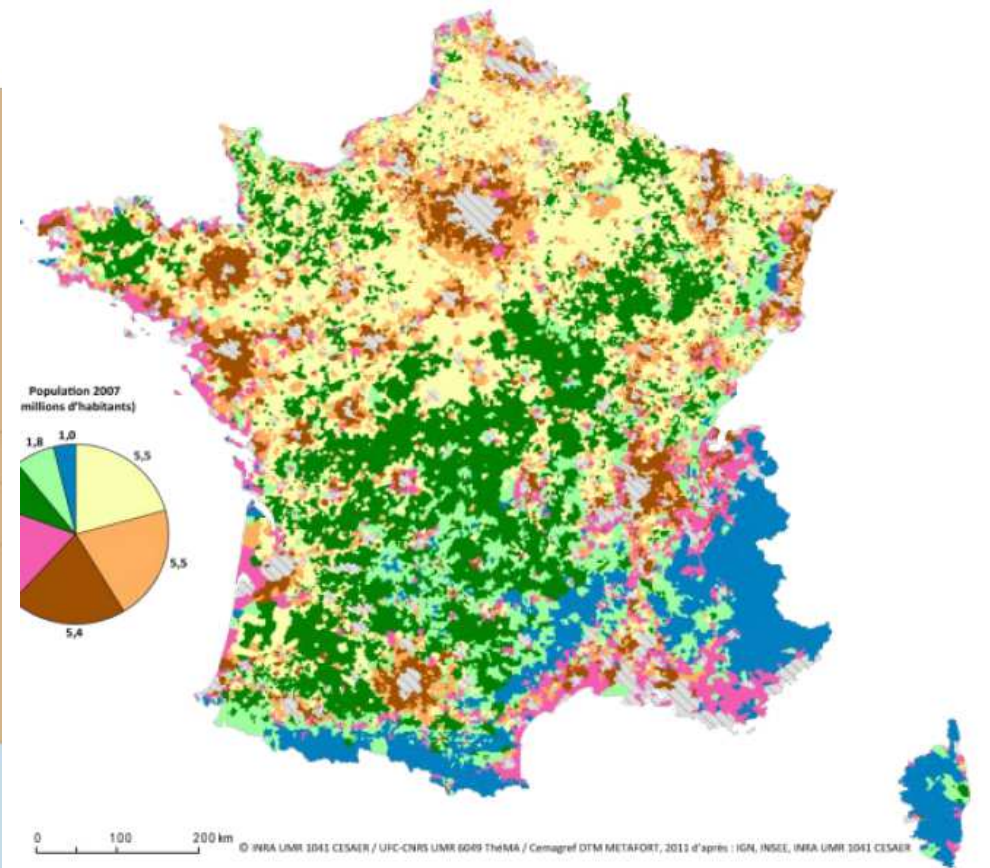 Population 2007
millions d'habitants)
1,8
1,0
5,5
5,5
5,4
0 100 200 km
© INRA UMR 1041 CESAER / UFC-CNRS UMR 6049 ThéMA / Cemagref DTM METAFORT, 2011 d'après : IGN, INSEE, INRA UMR 1041 CESAER